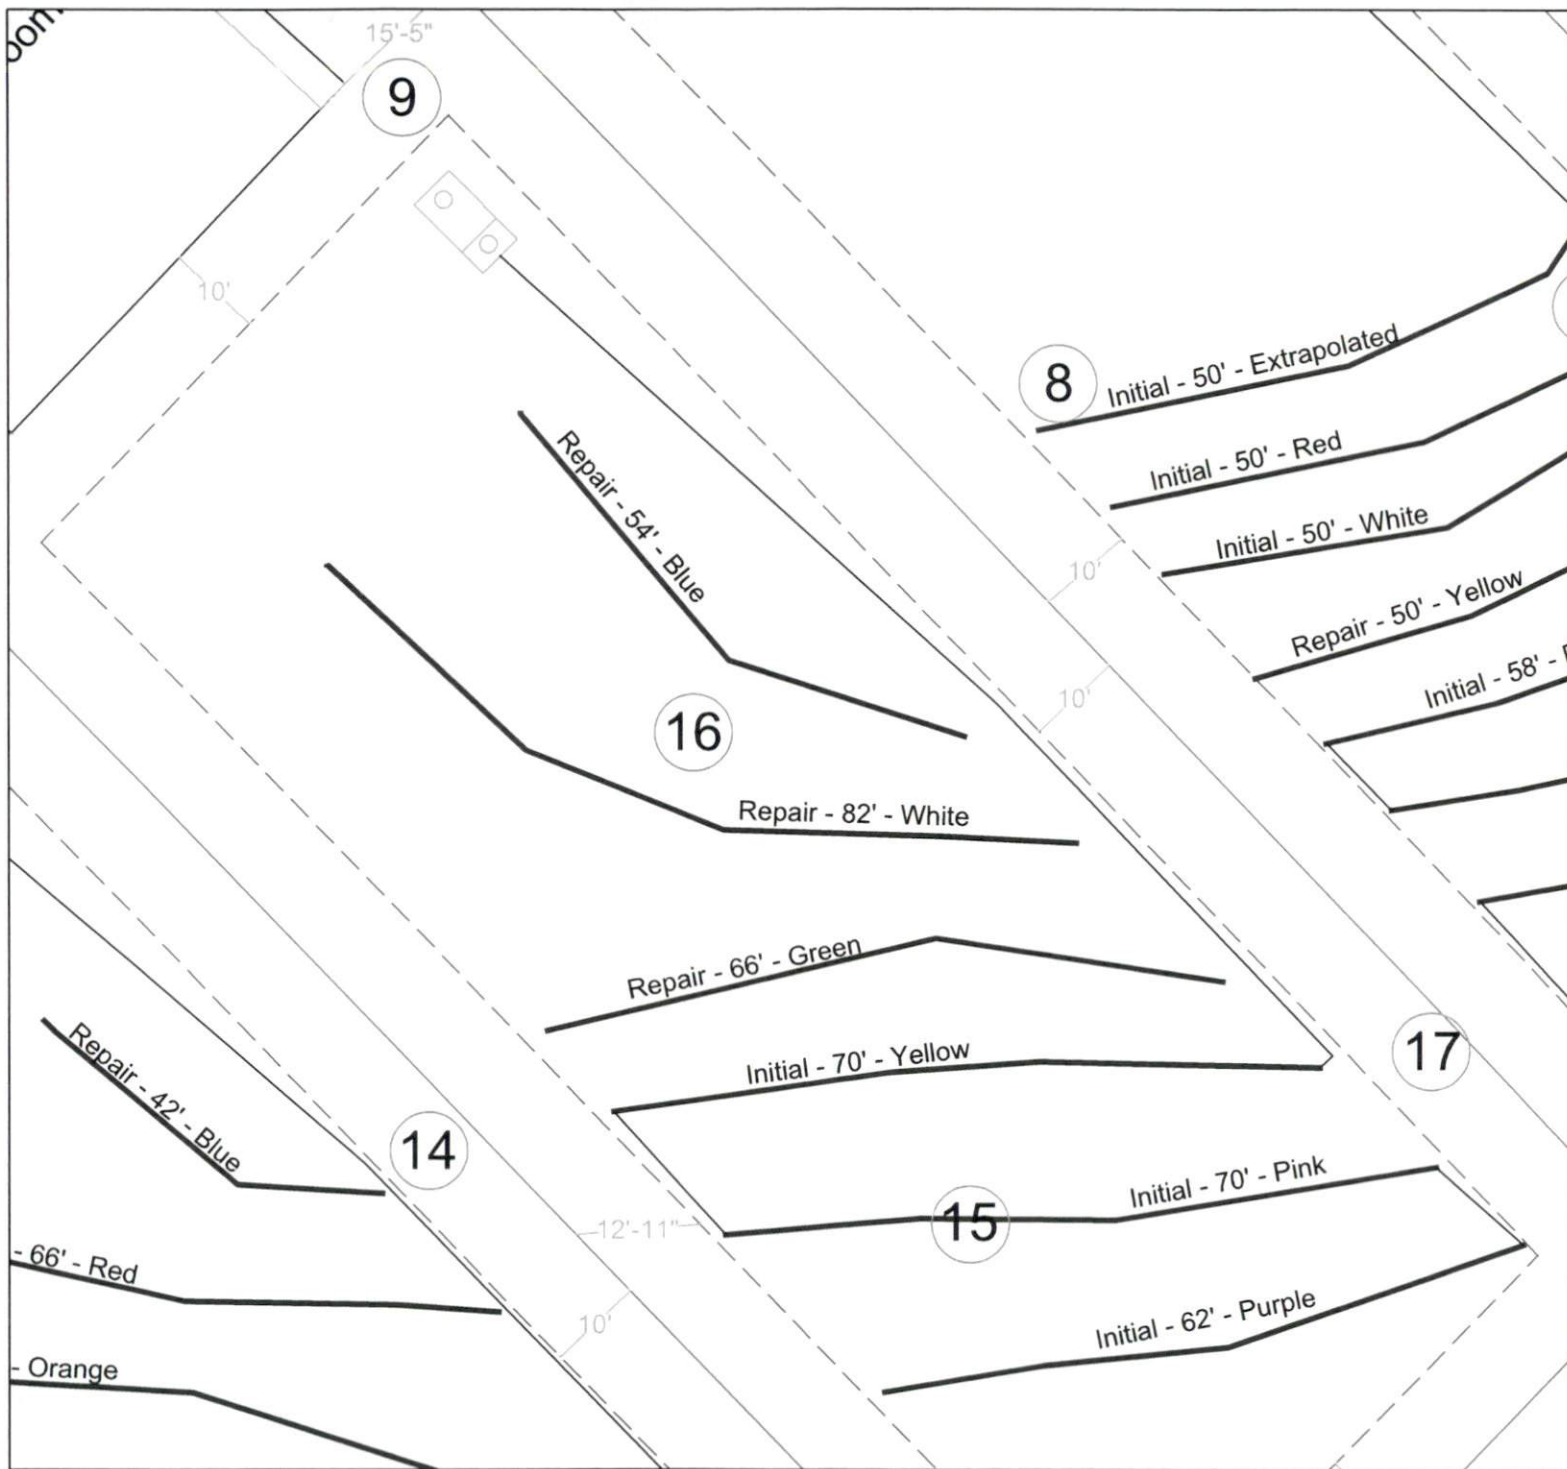 15'-5"
9
10'
8
Initial - 50' - Extrapolated
Initial - 50' - Red
Initial - 50' - White
Repair - 50' - Yellow
Initial - 58' -
Repair - 54' - Blue
10'
10'
16
Repair - 82' - White
Repair - 66' - Green
Initial - 70' - Yellow
17
Repair - 42' - Blue
14
12'-11"
15
Initial - 70' - Pink
- 66' - Red
10'
Initial - 62' - Purple
- Orange